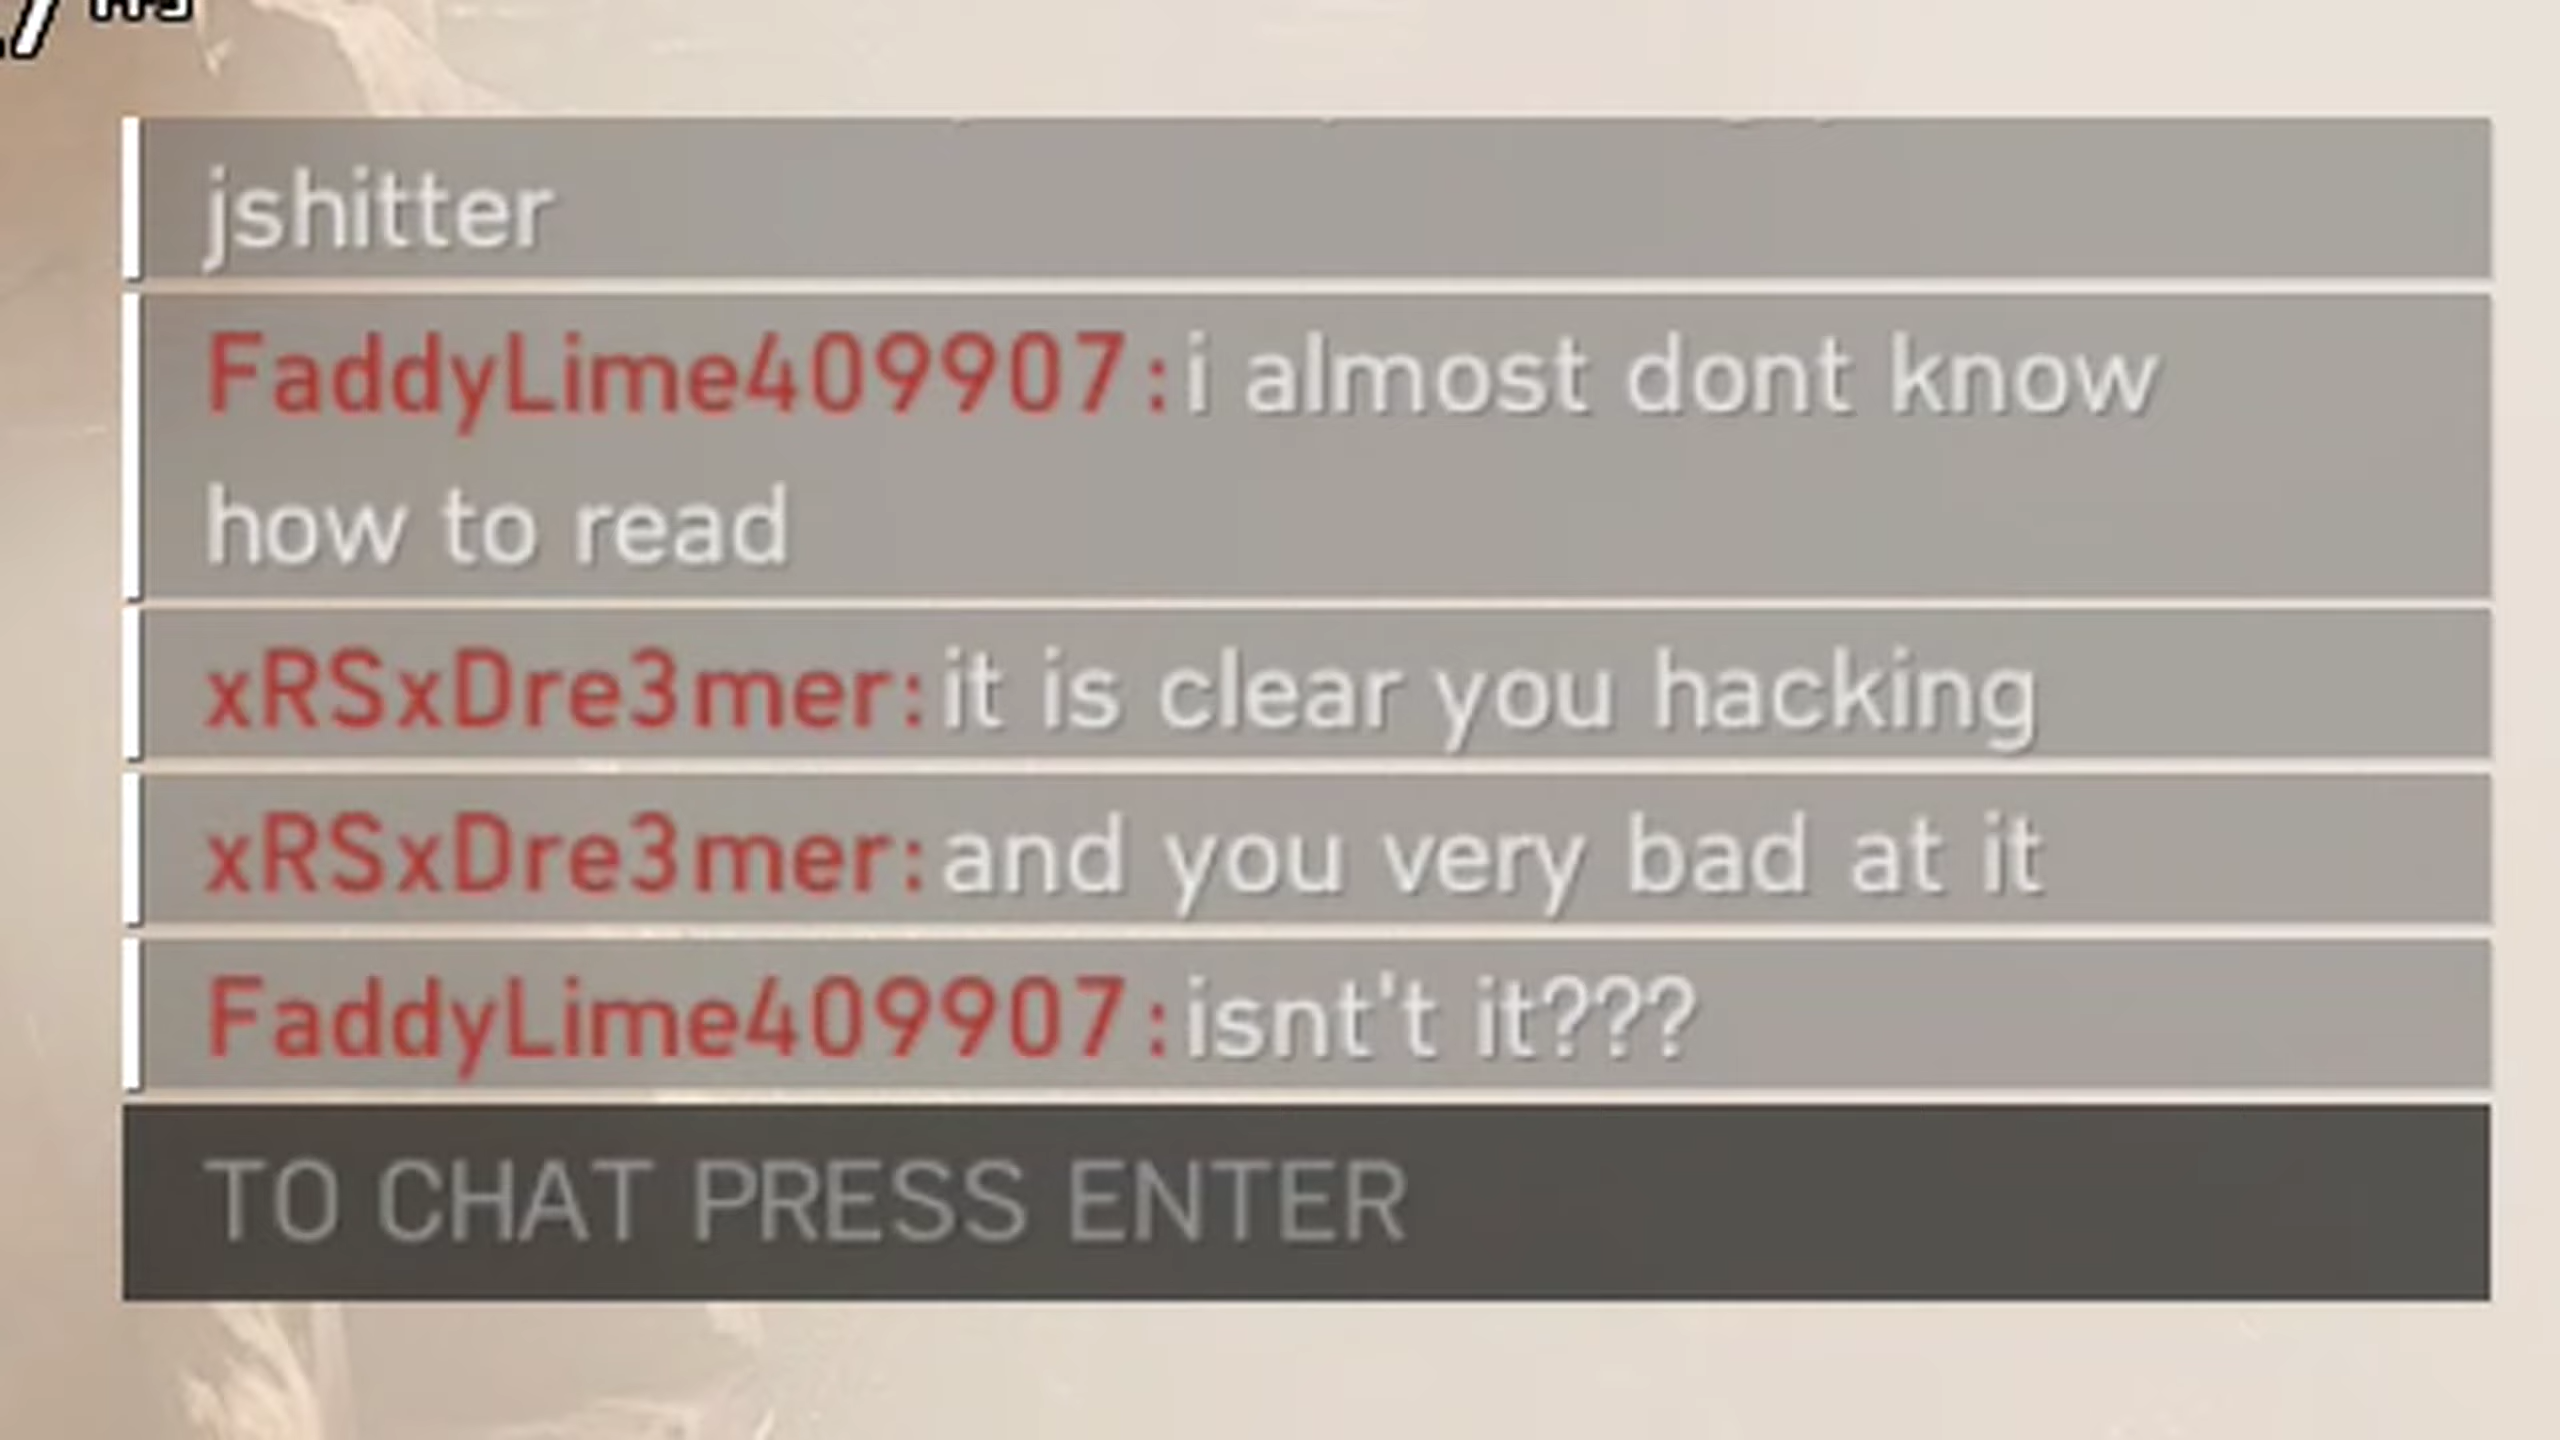 jshitter
FaddyLime409907:i almost dont know
how to read
xRSxDre3mer:it is clear you hacking
xRSxDre3mer:and you very bad at it
FaddyLime409907:isnt't it???
TO CHAT PRESS ENTER